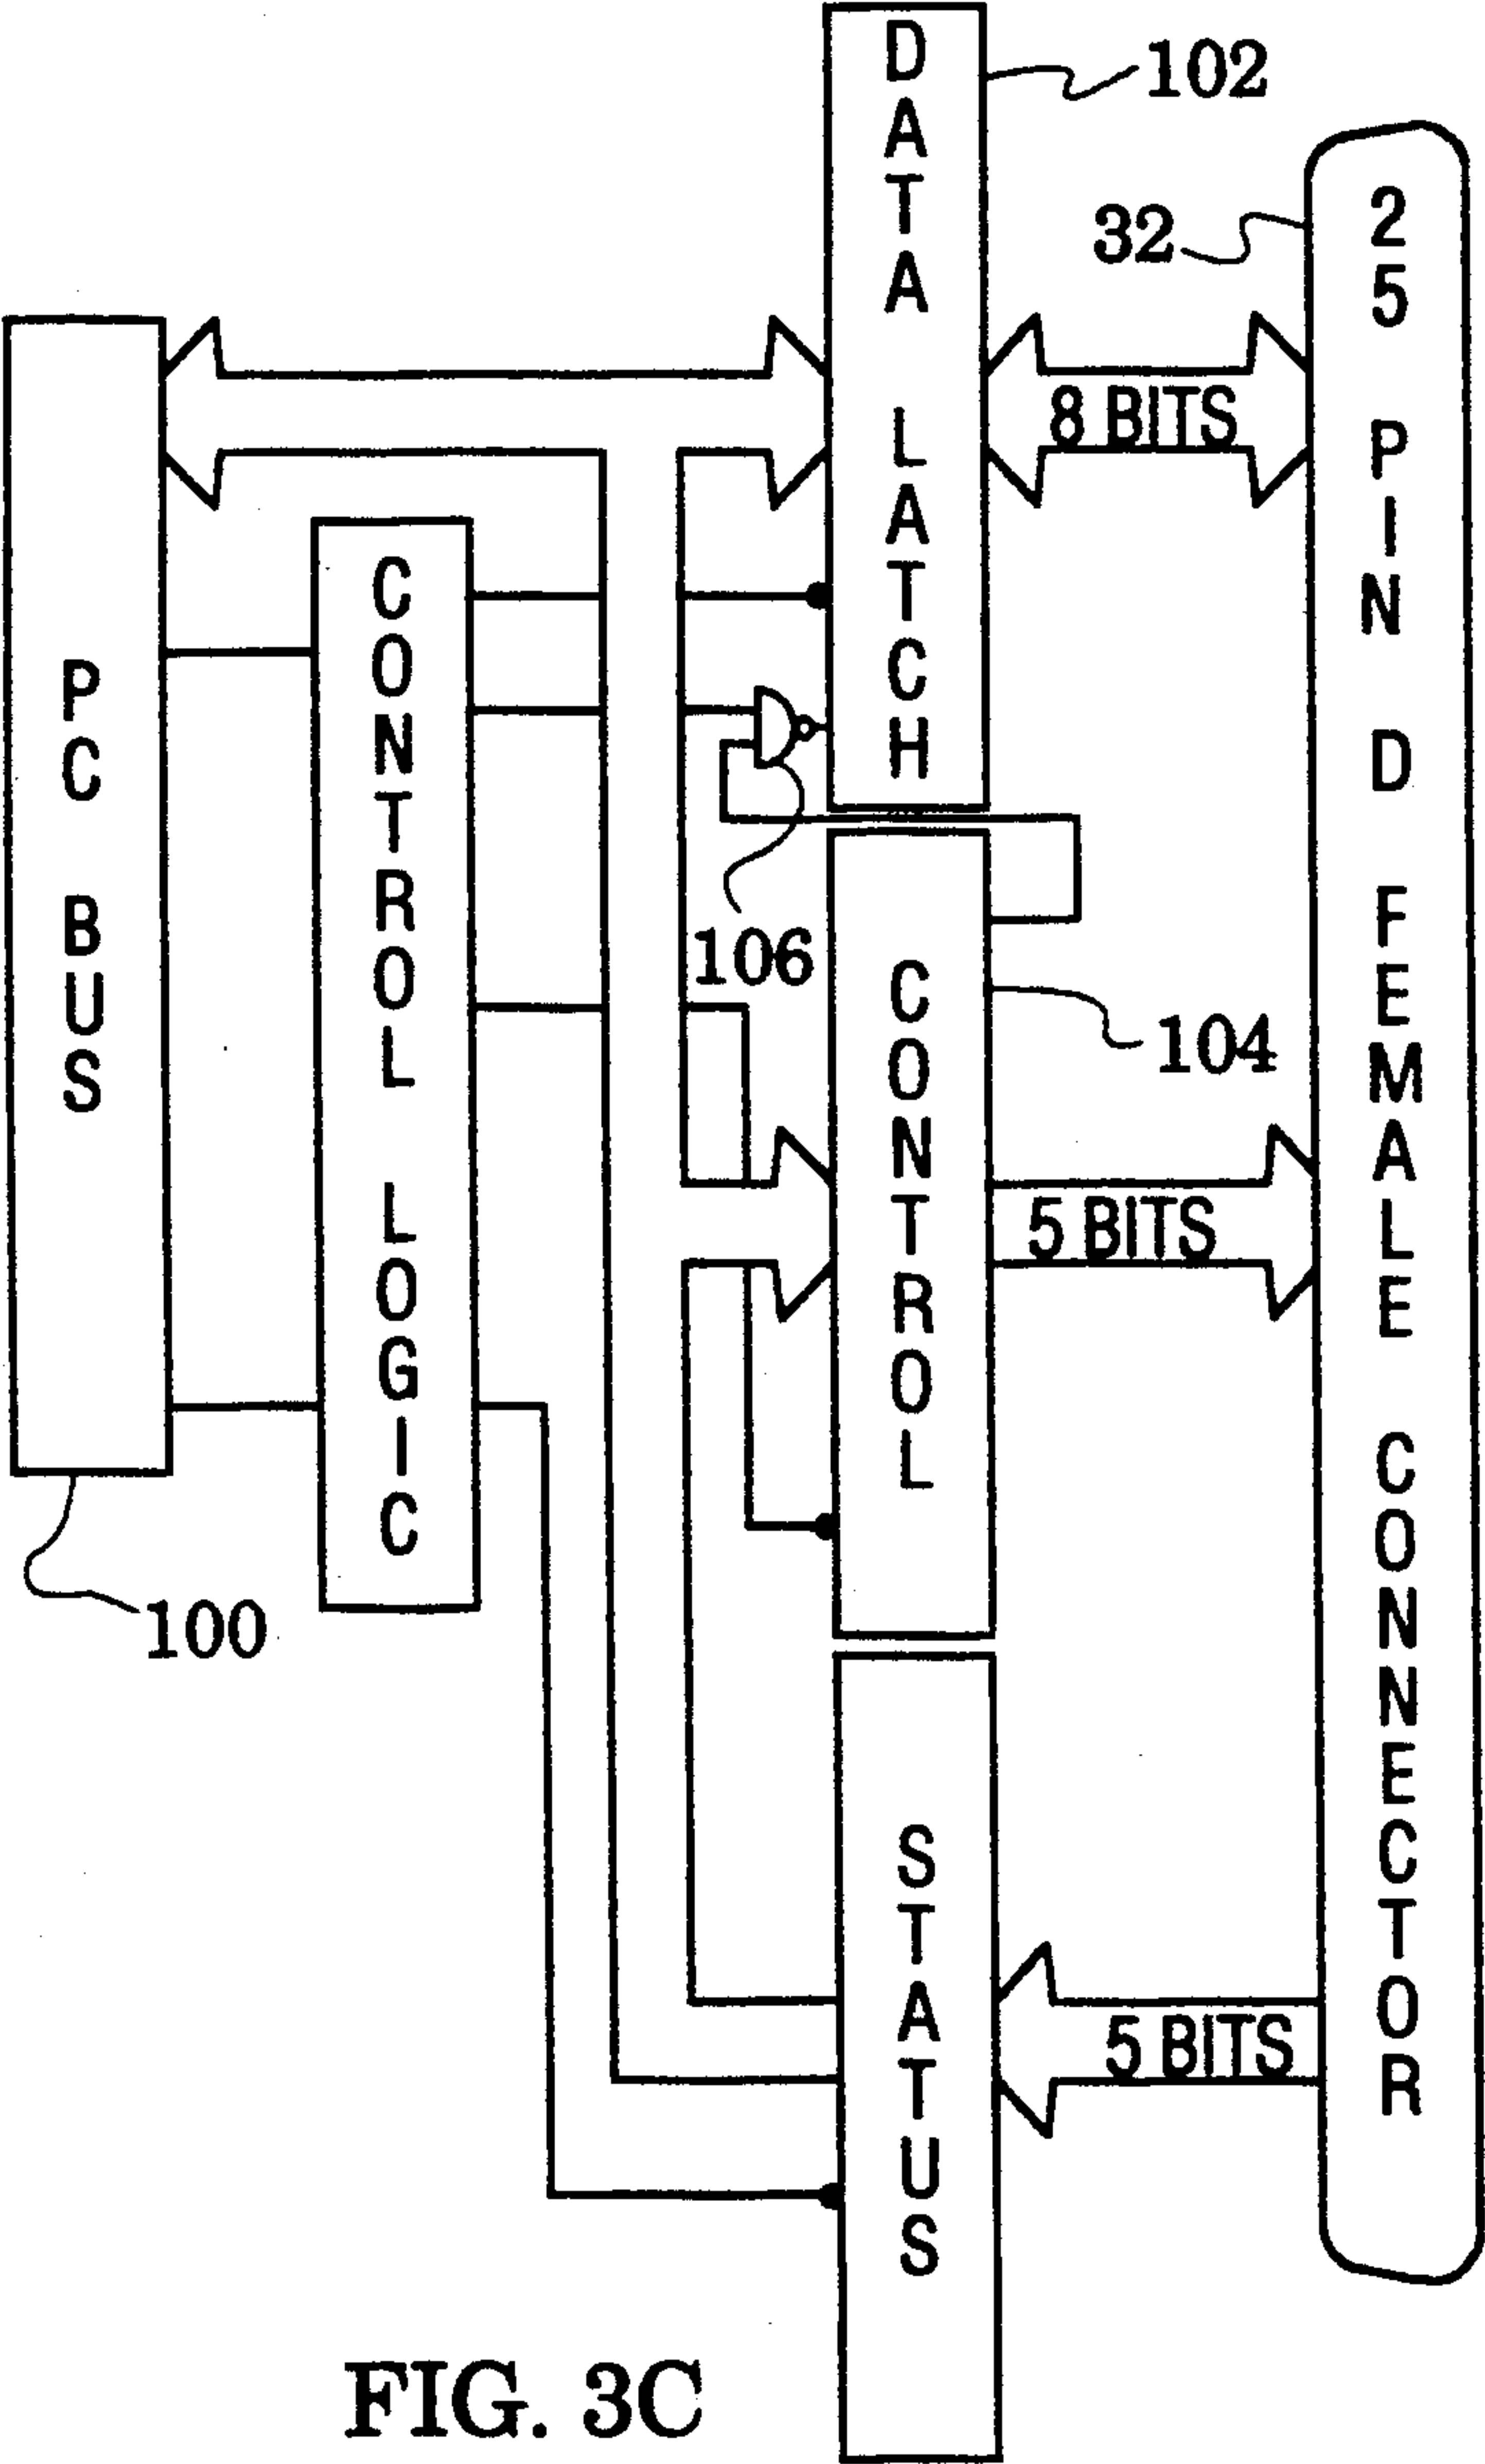 DATA LATCH
102
32
25 PIN D FEMALE CONNECTOR
8 BITS
PC BUS
CONTROL LOGIC
106
CONTROL
104
5 BITS
100
STATUS
5 BITS
FIG. 3C